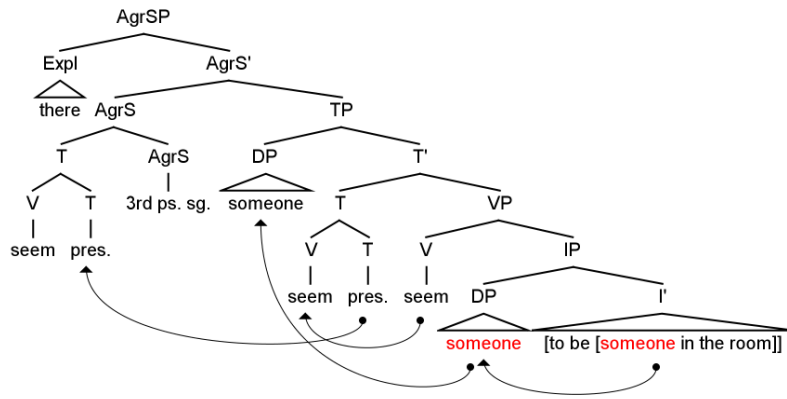 AgrSP
Expl AgrS'
there AgrS TP
T AgrS DP T'
V T 3rd ps. sg. someone T VP
seem pres. V T V IP
seem pres. seem DP I'
someone [to be [someone in the room]]